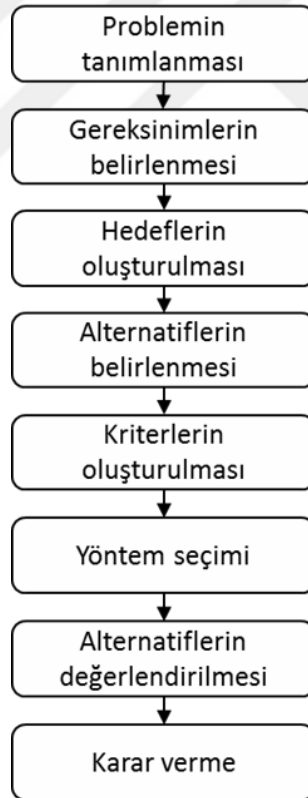 Problemin
tanımlanması
Gereksinimlerin
belirlenmesi
Hedeflerin
oluşturulması
Alternatiflerin
belirlenmesi
Kriterlerin
oluşturulması
Yöntem seçimi
Alternatiflerin
değerlendirilmesi
Karar verme